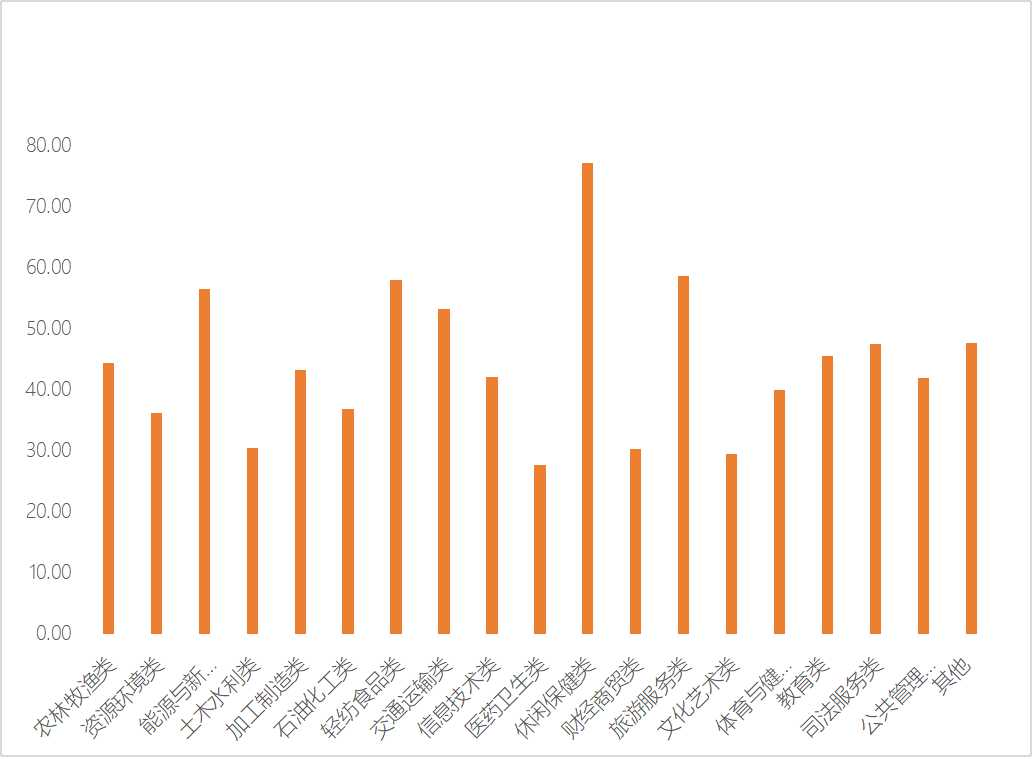 80.00
70.00
60.00
50.00
40.00
30.00
20.00
10.00
0.00
农林牧渔类
资源环境类
能源与新...
土木水利类
加工制造类
石油化工类
轻纺食品类
交通运输类
信息技术类
医药卫生类
休闲保健类
财经商贸类
旅游服务类
文化艺术类
体育与健...
教育类
司法服务类
公共管理...
其他